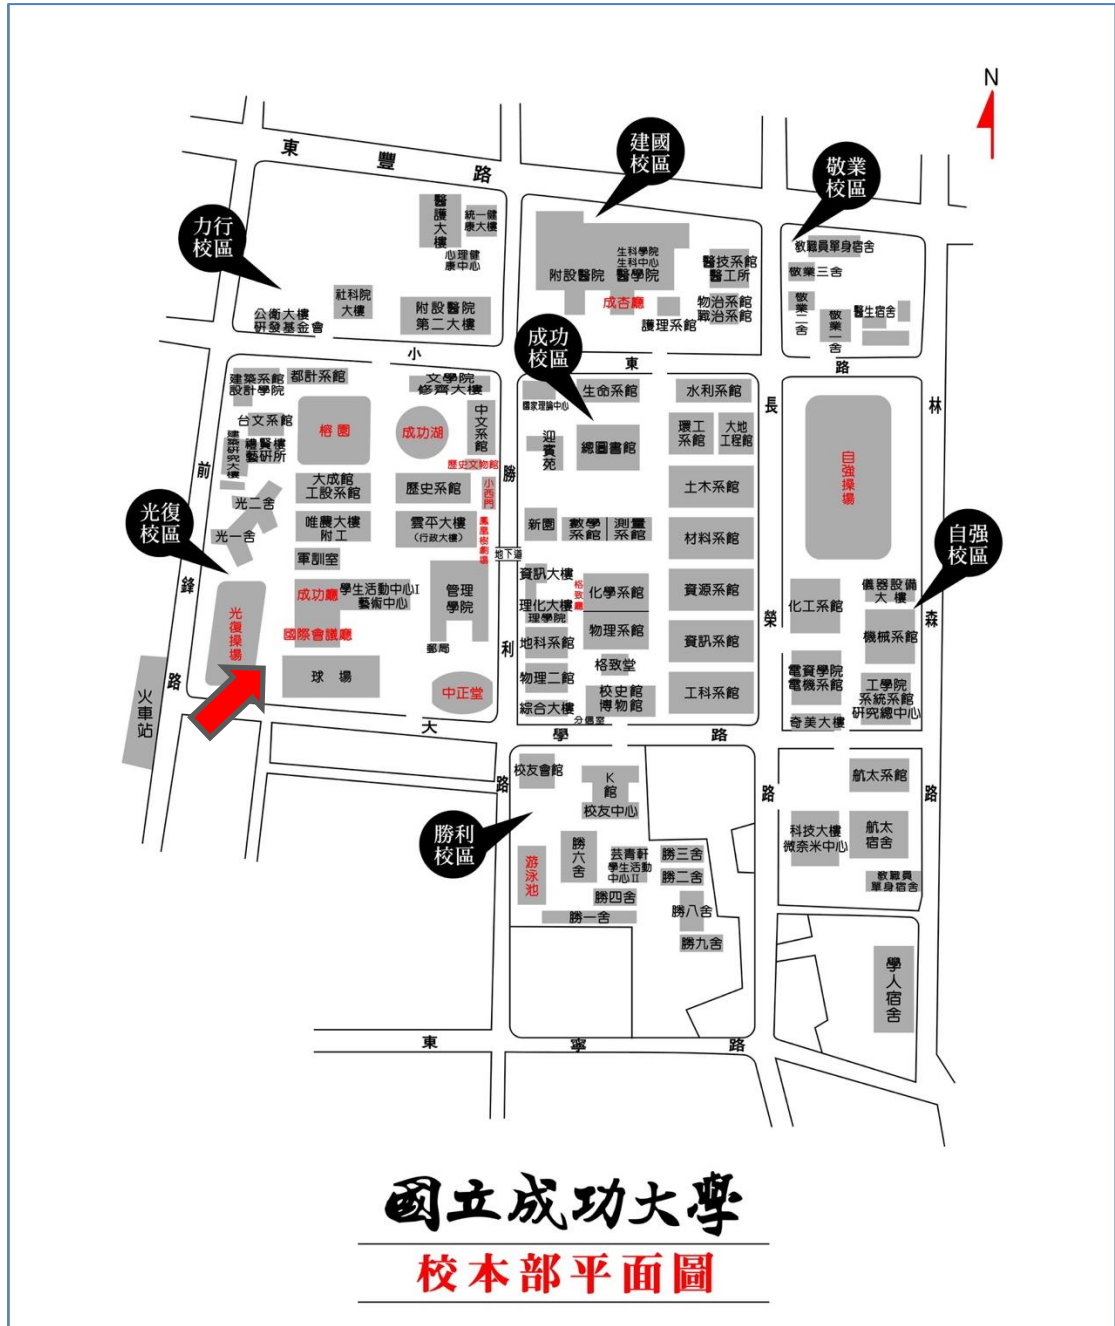 N
東豐路
建國
校區
敬業
校區
力行
校區
醫護大樓
統一健
康大樓
心理健
康中心
生科學院
生科中心
附設醫院
醫學院
醫技系館
醫工所
成杏廳
物治系館
職治系館
護理系館
教職員單身宿舍
敬業三舍
敬業二舍
敬業一舍
醫生宿舍
社科院
大樓
公衛大樓
研發基金會
附設醫院
第二大樓
小東路
成功
校區
建築系館
設計學院
都計系館
文學院
修齊大樓
台文系館
建築研究大樓
禮賢樓
藝研所
榕園
成功湖
中文系館
歷史文物館
小西門
大成館
工設系館
歷史系館
光二舍
光一舍
唯農大樓
附工
雲平大樓
(行政大樓)
鳳凰樹劇場
地下道
光復
校區
軍訓室
成功廳
學生活動中心I
藝術中心
管理
學院
國際會議廳
郵局
光復操場
球場
中正堂
前鋒路
火車站
勝利路
國家理論中心
生命系館
水利系館
迎賓苑
總圖書館
環工
系館
大地
工程館
土木系館
新園
數學
系館
測量
系館
材料系館
資訊大樓
格致廳
化學系館
資源系館
理化大樓
理學院
地科系館
物理系館
資訊系館
物理二館
格致堂
綜合大樓
校史館
博物館
工科系館
分信室
長榮路
林森路
自強操場
自强
校區
化工系館
儀器設備
大樓
機械系館
電資學院
電機系館
工學院
系統系館
研究總中心
奇美大樓
大學路
校友會館
K
館
校友中心
勝利
校區
游泳池
勝六舍
芸青軒
學生活動
中心II
勝三舍
勝二舍
勝四舍
勝一舍
勝八舍
勝九舍
航太系館
科技大樓
微奈米中心
航太
宿舍
教職員
單身宿舍
學人宿舍
東寧路
國立成功大學
校本部平面圖